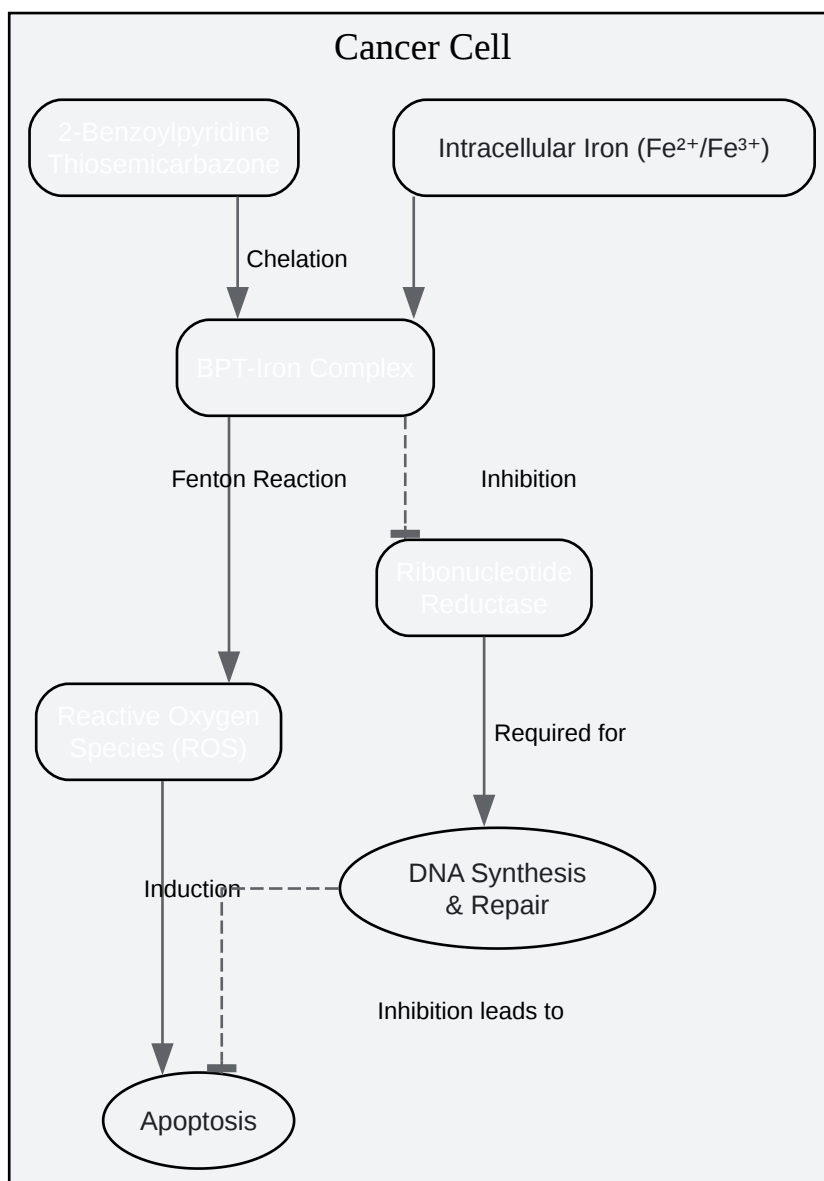 Cancer Cell
2-Benzoylpyridine
Thiosemicarbazone
Intracellular Iron (Fe²⁺/Fe³⁺)
Chelation
BPT-Iron Complex
Fenton Reaction
Inhibition
Ribonucleotide
Reductase
Reactive Oxygen
Species (ROS)
Required for
DNA Synthesis
& Repair
Induction
Inhibition leads to
Apoptosis